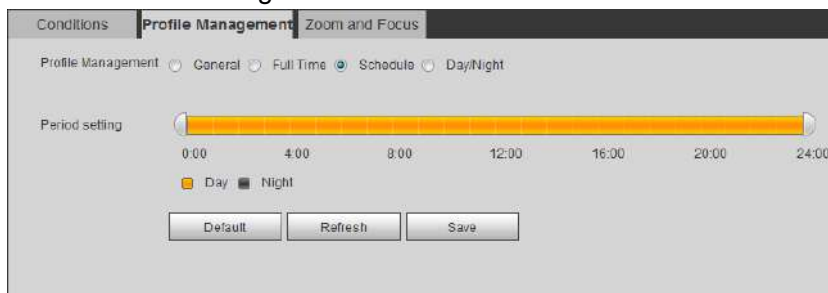 Conditions Profile Management Zoom and Focus
Profile Management General Full Time Schedule Day/Night
Period setting
0:00 4:00 8:00 12:00 16:00 20:00 24:00
Day Night
Default Refresh Save